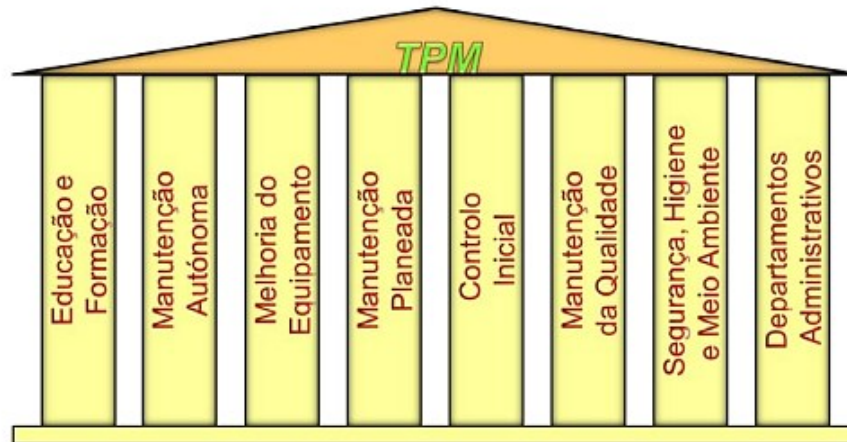 TPM
Educação e
Formação
Manutenção
Autónoma
Melhoria do
Equipamento
Manutenção
Planeada
Controlo
Inicial
Manutenção
da Qualidade
Segurança, Higiene
e Meio Ambiente
Departamentos
Administrativos